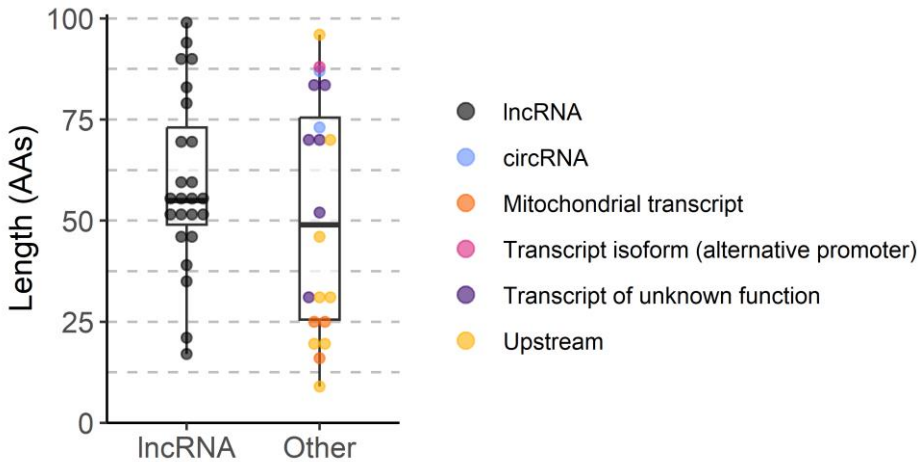 Length (AAs)
100
75
50
25
0
lncRNA
Other
lncRNA
circRNA
Mitochondrial transcript
Transcript isoform (alternative promoter)
Transcript of unknown function
Upstream